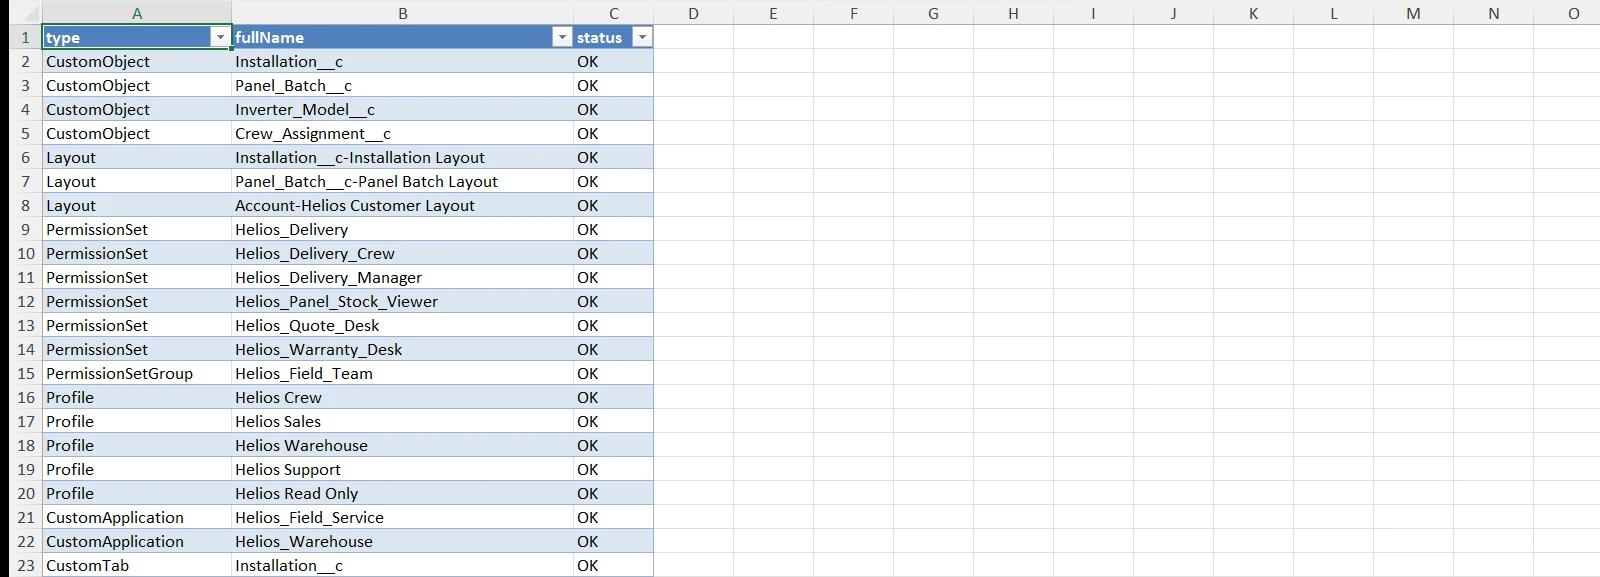 A B C D E F G H I J K L M N O
1 type fullName status
2 CustomObject Installation__c OK
3 CustomObject Panel_Batch__c OK
4 CustomObject Inverter_Model__c OK
5 CustomObject Crew_Assignment__c OK
6 Layout Installation__c-Installation Layout OK
7 Layout Panel_Batch__c-Panel Batch Layout OK
8 Layout Account-Helios Customer Layout OK
9 PermissionSet Helios_Delivery OK
10 PermissionSet Helios_Delivery_Crew OK
11 PermissionSet Helios_Delivery_Manager OK
12 PermissionSet Helios_Panel_Stock_Viewer OK
13 PermissionSet Helios_Quote_Desk OK
14 PermissionSet Helios_Warranty_Desk OK
15 PermissionSetGroup Helios_Field_Team OK
16 Profile Helios Crew OK
17 Profile Helios Sales OK
18 Profile Helios Warehouse OK
19 Profile Helios Support OK
20 Profile Helios Read Only OK
21 CustomApplication Helios_Field_Service OK
22 CustomApplication Helios_Warehouse OK
23 CustomTab Installation__c OK